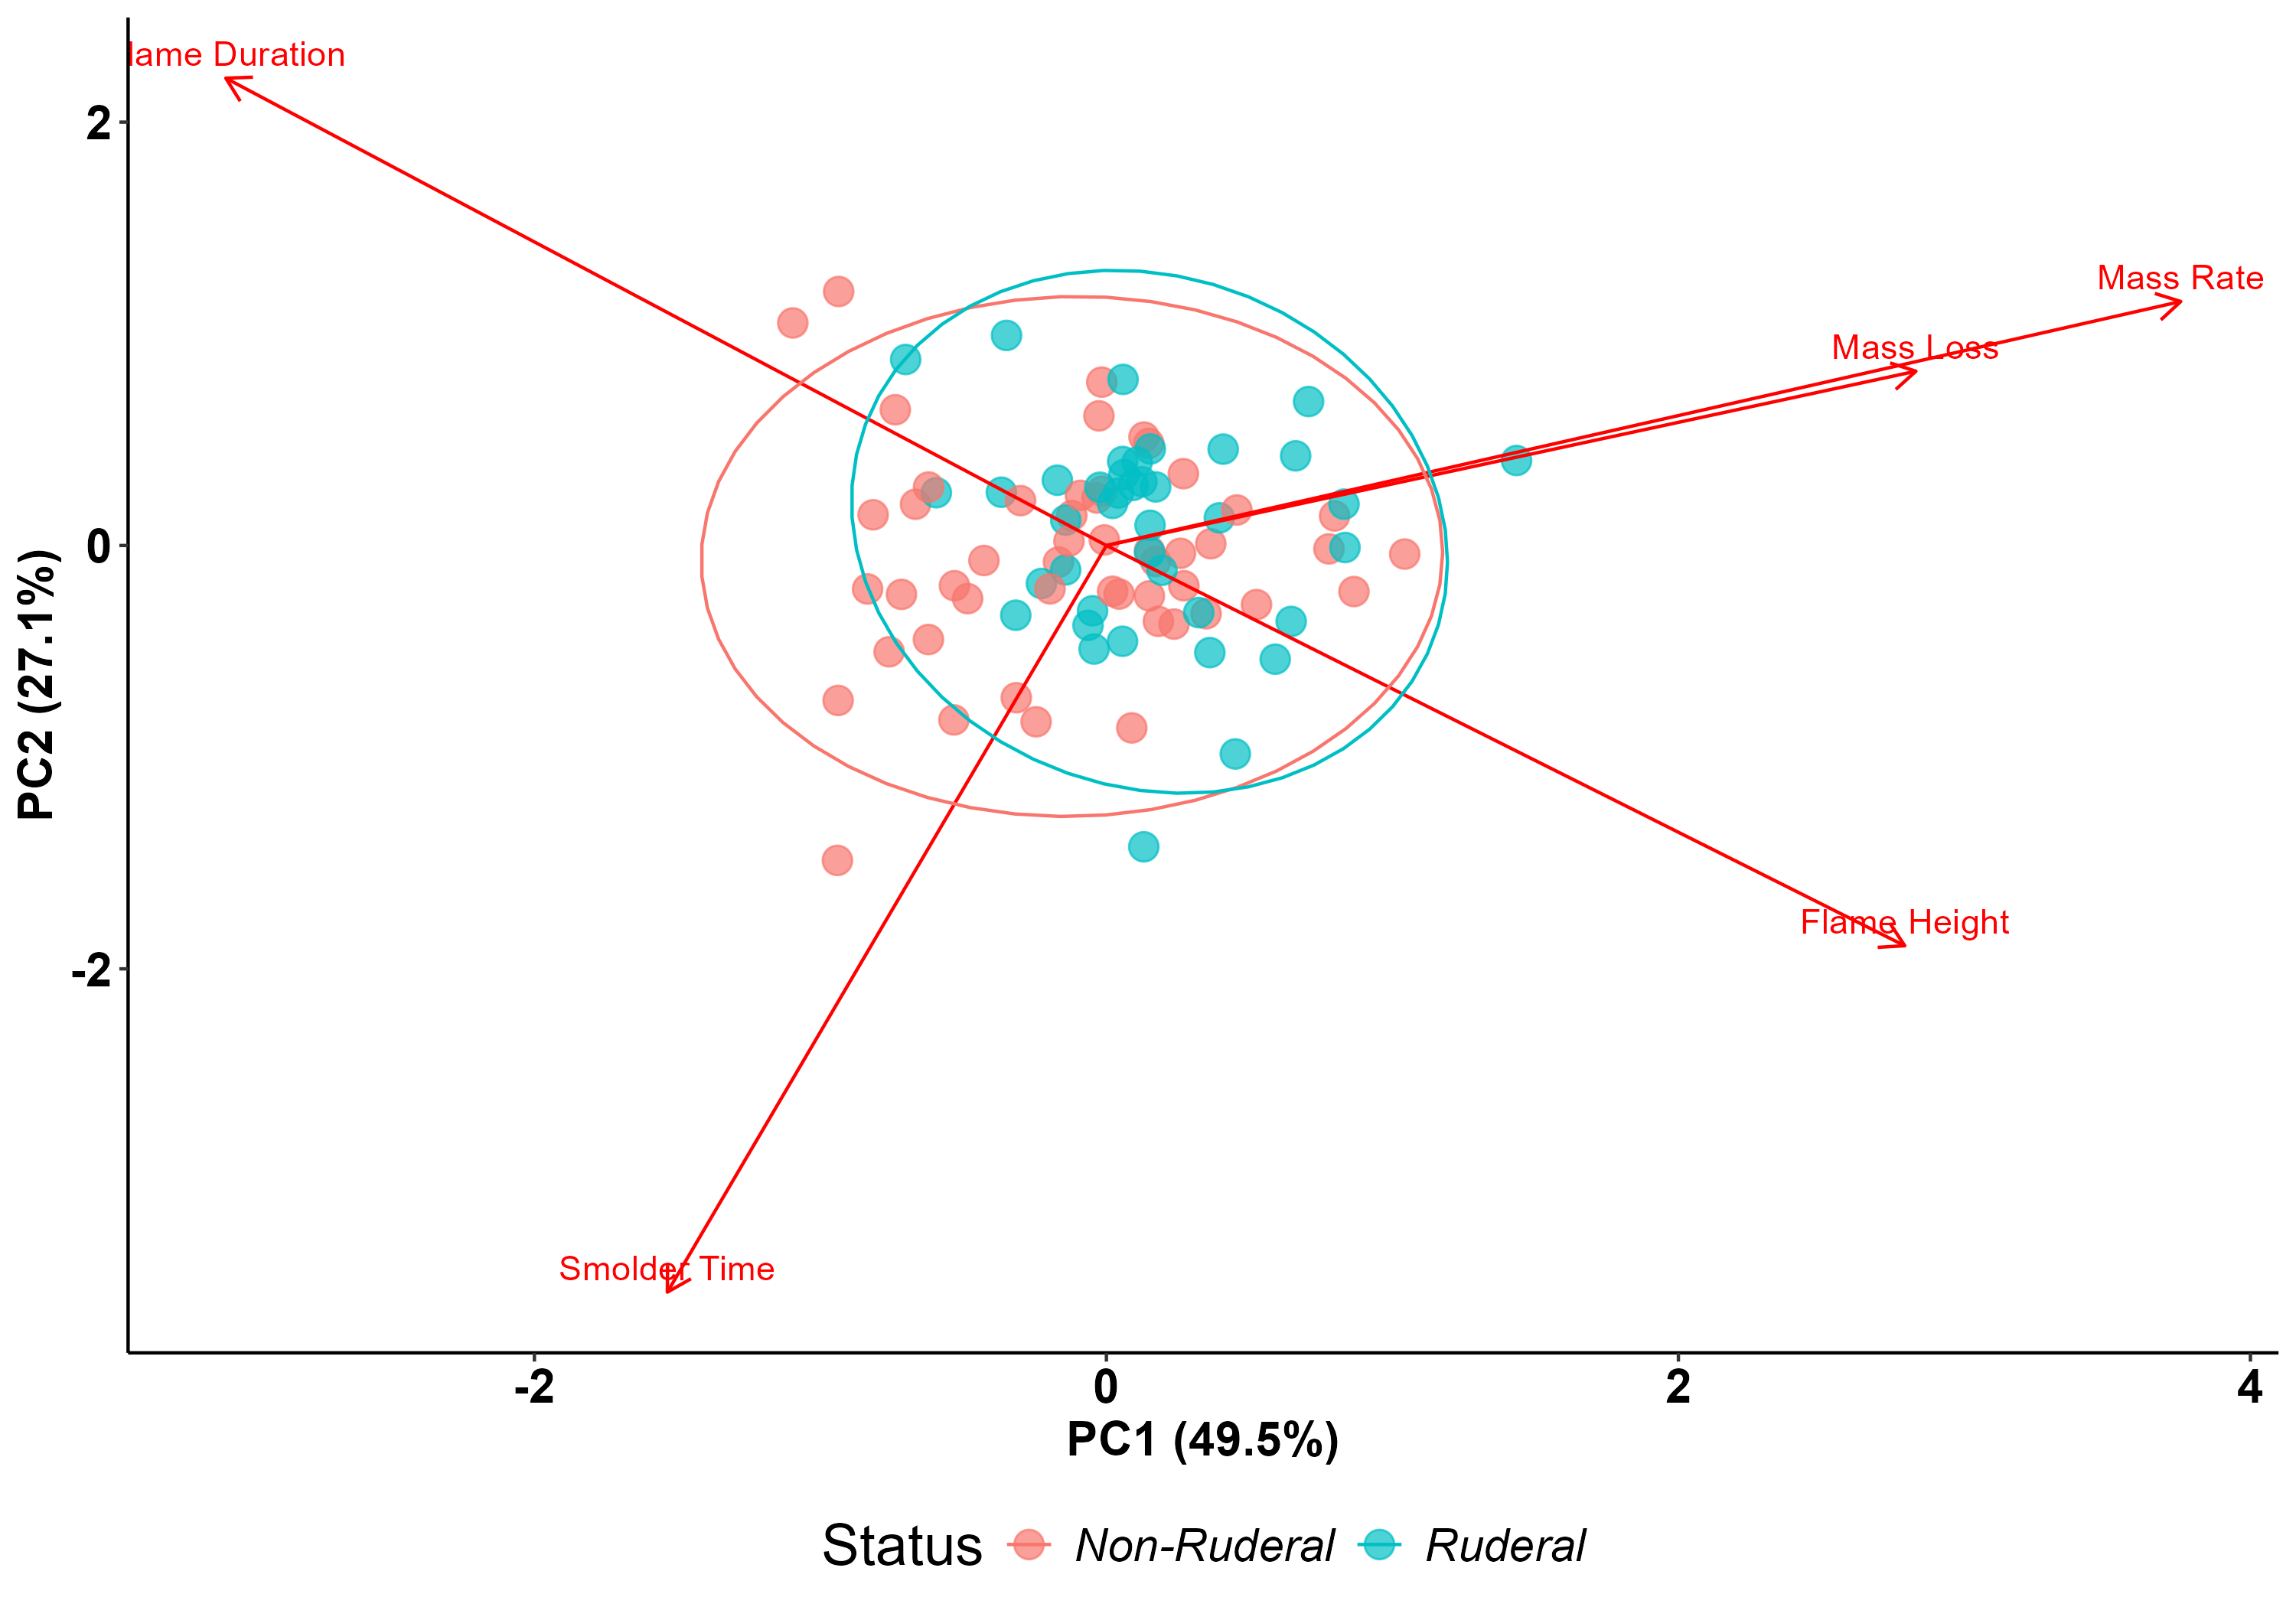 lame Duration
2
Mass Rate
Mass Loss
0
PC2 (27.1%)
Flame Height
-2
Smolder Time
-2 0 2 4
PC1 (49.5%)
Status Non-Ruderal Ruderal